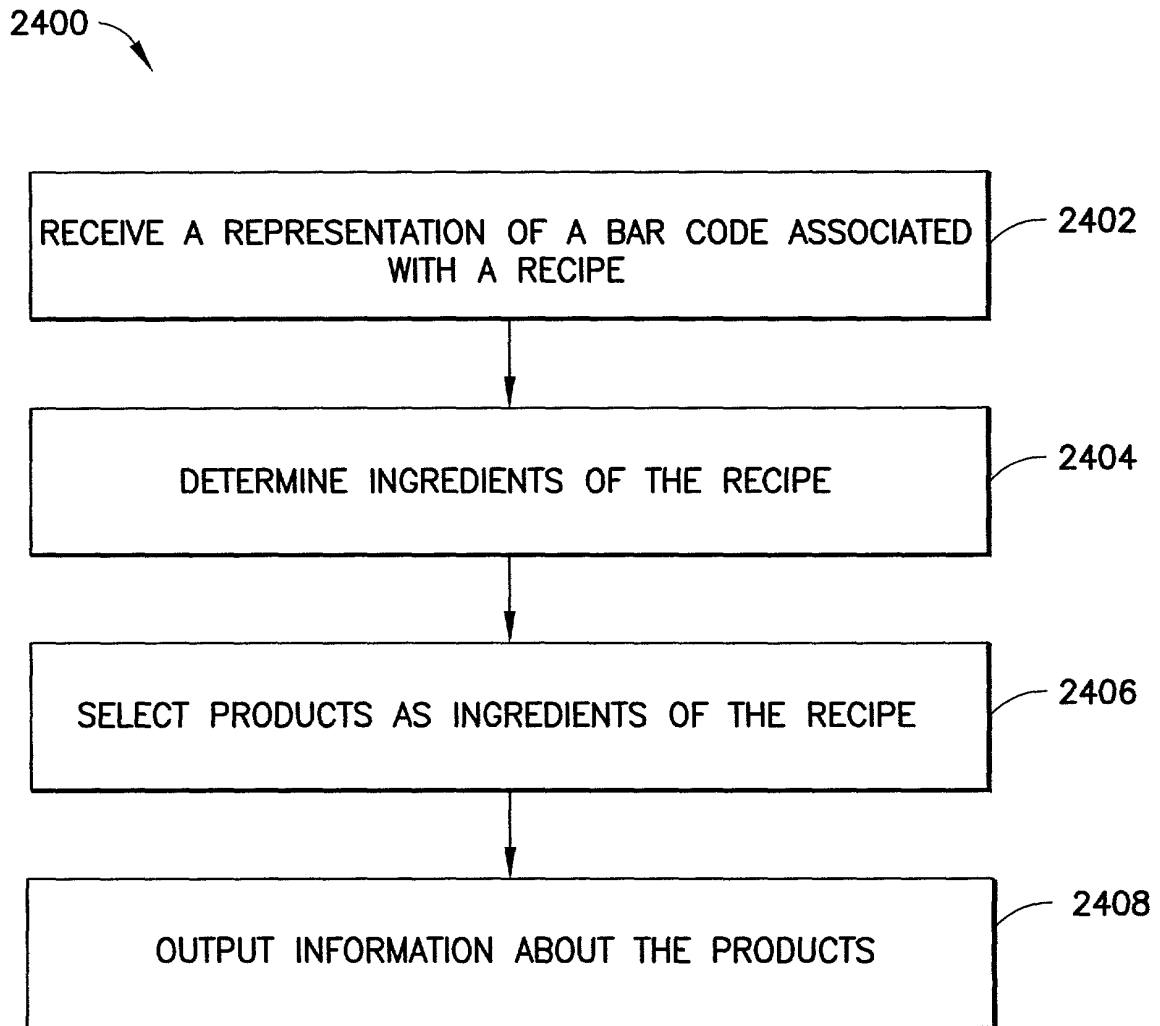 2400
RECEIVE A REPRESENTATION OF A BAR CODE ASSOCIATED
WITH A RECIPE
2402
DETERMINE INGREDIENTS OF THE RECIPE
2404
SELECT PRODUCTS AS INGREDIENTS OF THE RECIPE
2406
OUTPUT INFORMATION ABOUT THE PRODUCTS
2408